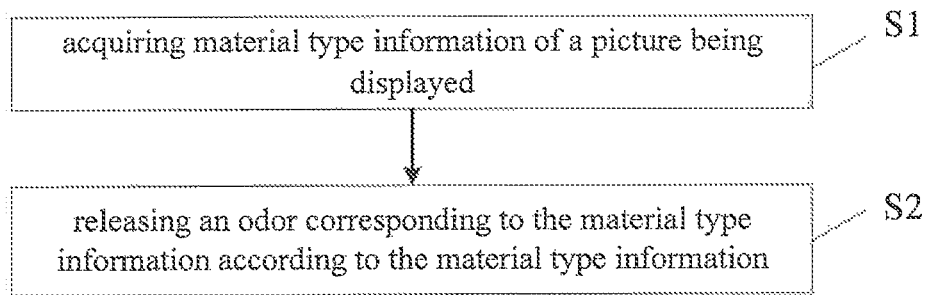 acquiring material type information of a picture being
displayed
S1
releasing an odor corresponding to the material type
information according to the material type information
S2